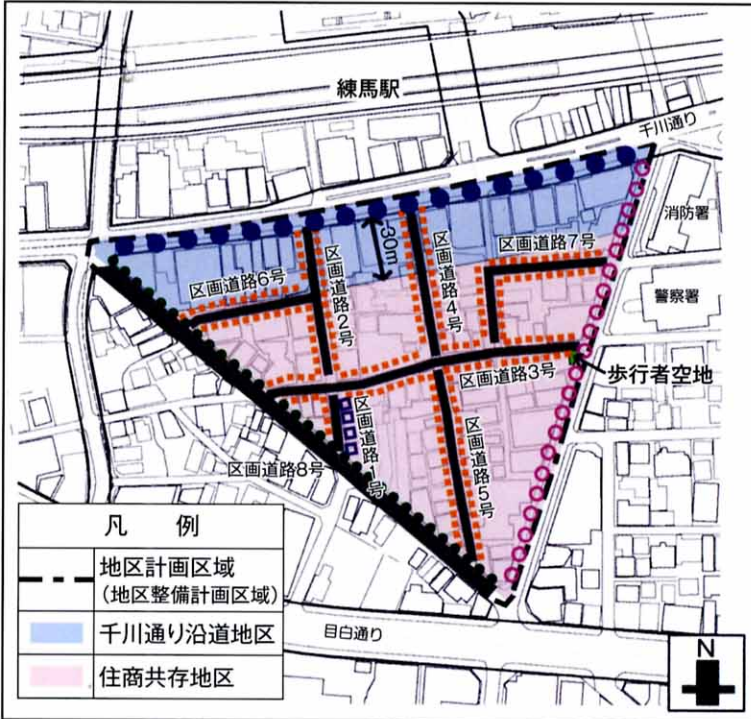 練馬駅
千川通り
消防署
30m
区画道路7号
区画道路6号
区画道路2号
区画道路4号
警察署
区画道路3号
歩行者空地
区画道路1号
区画道路5号
区画道路8号
凡 例
地区計画区域
(地区整備計画区域)
千川通り沿道地区
住商共存地区
目白通り
N